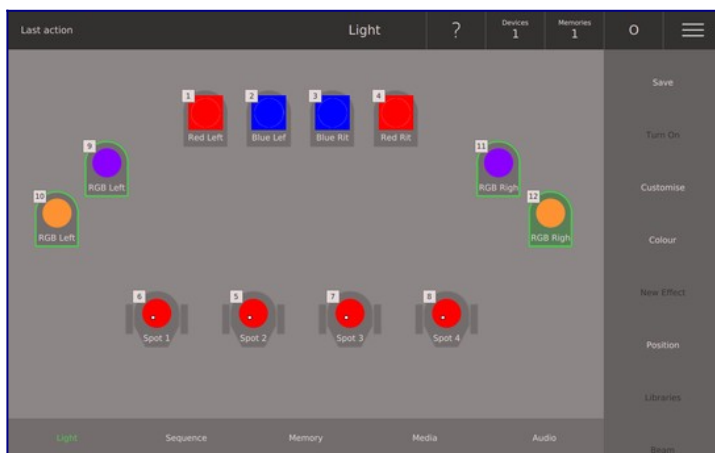 Last action
Light
?
Devices
1
Memories
1
O
Save
Turn On
Customise
Colour
New Effect
Position
Libraries
Beam
1
Red Left
2
Blue Lef
3
Blue Rit
4
Red Rit
9
RGB Left
11
RGB Righ
10
RGB Left
12
RGB Righ
6
Spot 1
5
Spot 2
7
Spot 3
8
Spot 4
Light
Sequence
Memory
Media
Audio